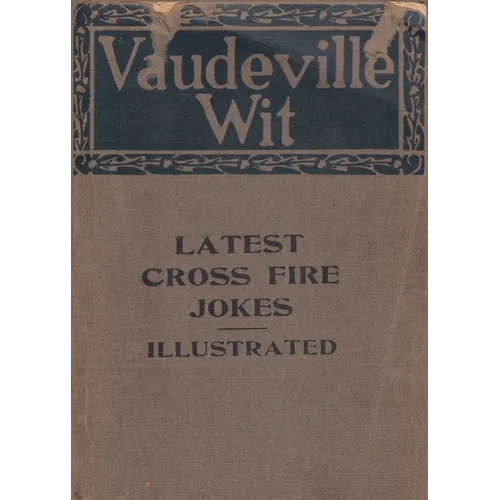 Vaudeville
Wit
LATEST
CROSS FIRE
JOKES
ILLUSTRATED